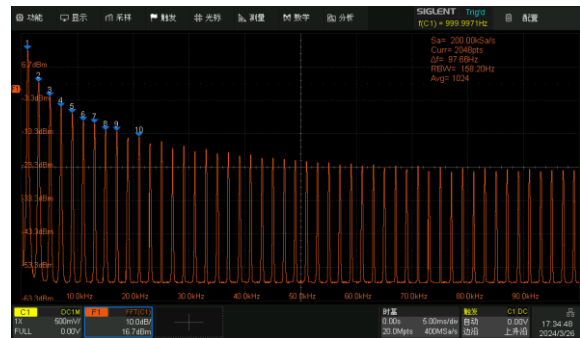 功能 显示 采样 触发 光标 测量 数学 分析 SIGLENT Trig'd 配置
f(C1) = 999.9971Hz
Sa= 200.00kSa/s
Curr= 2048pts
Δf= 97.66Hz
RBW= 158.20Hz
Avg= 1024
1
6.7dBm
2
F1
3
-3.3dBm
4
5
6 7
8 9
10
-13.3dBm
-23.3dBm
-33.3dBm
-43.3dBm
-53.3dBm
-63.3dBm 10.0kHz 20.0kHz 30.0kHz 40.0kHz 50.0kHz 60.0kHz 70.0kHz 80.0kHz 90.0kHz
C1 DC1M F1 FFT(C1) 时基 触发 C1 DC
1X 500mV/ 10.0dB/ 0.00s 5.00ms/div 自动 0.00V 17:34:48
FULL 0.00V 16.7dBm 20.0Mpts 400MSa/s 边沿 上升沿 2024/3/26